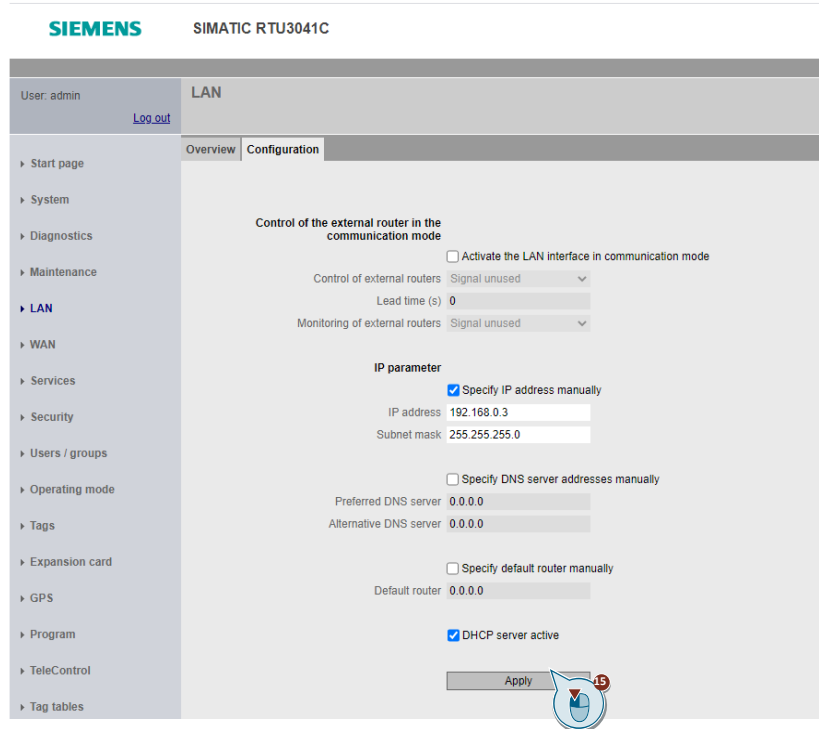 SIEMENS SIMATIC RTU3041C
User: admin
Log out
LAN
Overview Configuration
Start page
System
Diagnostics
Maintenance
LAN
WAN
Services
Security
Users / groups
Operating mode
Tags
Expansion card
GPS
Program
TeleControl
Tag tables
Control of the external router in the
communication mode
Activate the LAN interface in communication mode
Control of external routers Signal unused
Lead time (s) 0
Monitoring of external routers Signal unused
IP parameter
Specify IP address manually
IP address 192.168.0.3
Subnet mask 255.255.255.0
Specify DNS server addresses manually
Preferred DNS server 0.0.0.0
Alternative DNS server 0.0.0.0
Specify default router manually
Default router 0.0.0.0
DHCP server active
Apply
15